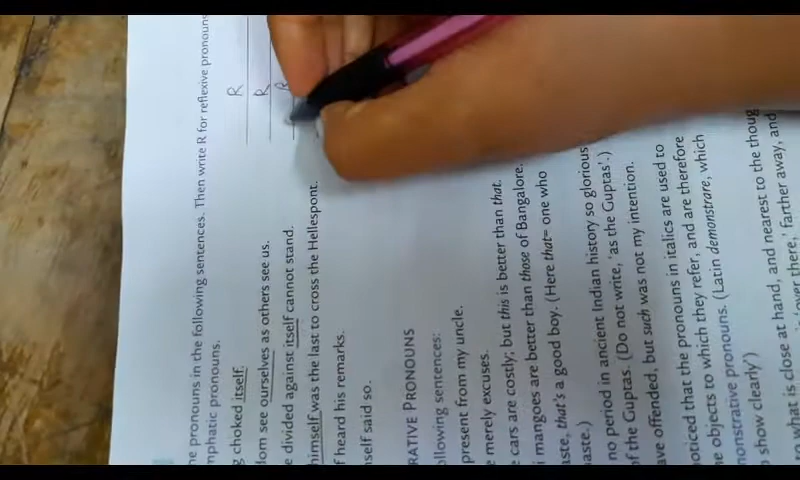 he pronouns in the following sentences. Then write R for reflexive pronouns
mphatic pronouns.
g choked itself. R
dom see ourselves as others see us. R
e divided against itself cannot stand. R
himself was the last to cross the Hellespont.
f heard his remarks.
nself said so.
RATIVE PRONOUNS
ollowing sentences:
present from my uncle.
e merely excuses.
e cars are costly; but this is better than that.
i mangoes are better than those of Bangalore.
aste, that's a good boy. (Here that= one who
aste.)
no period in ancient Indian history so glorious
of the Guptas. (Do not write, 'as the Guptas'.)
ave offended, but such was not my intention.
oticed that the pronouns in italics are used to
he objects to which they refer, and are therefore
nonstrative pronouns. (Latin demonstrare, which
o show clearly')
to what is close at hand, and nearest to the thoug
over there,' farther away, and